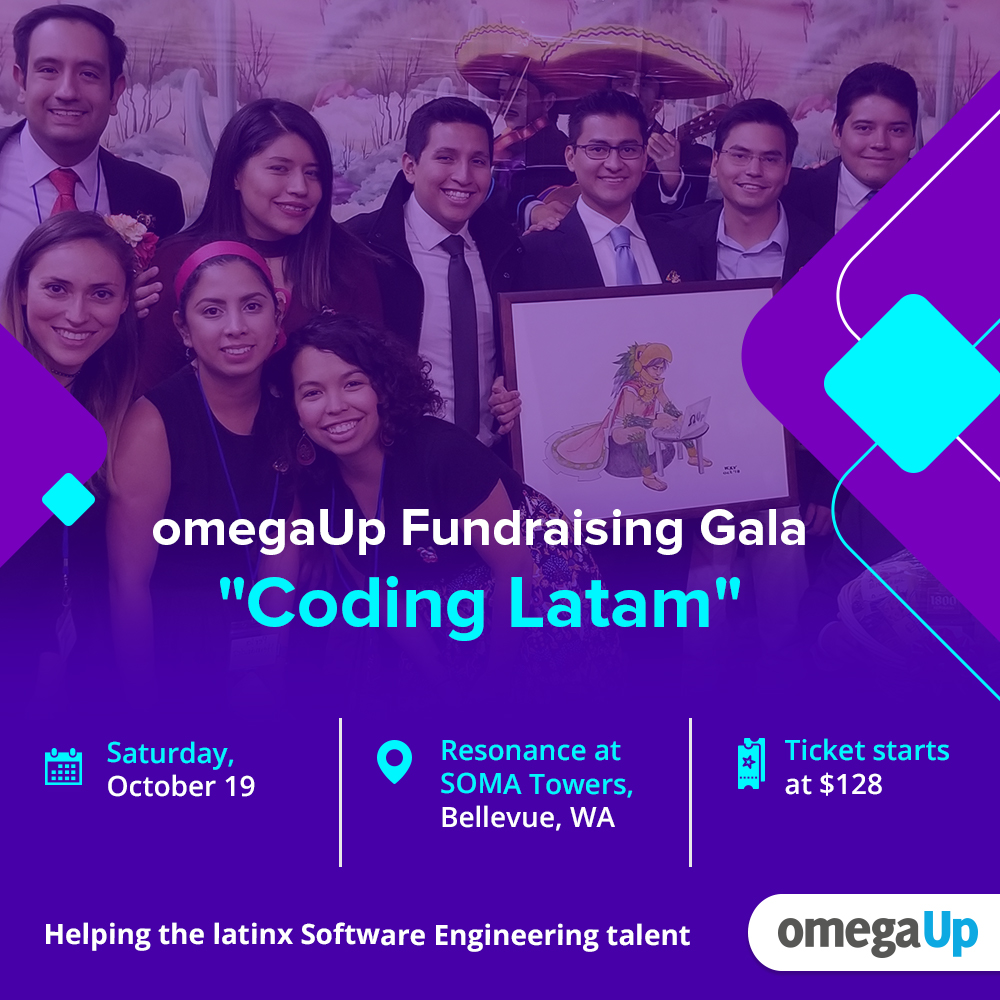 omegaUp Fundraising Gala
"Coding Latam"
Saturday,
October 19
Resonance at
SOMA Towers,
Bellevue, WA
Ticket starts
at $128
Helping the latinx Software Engineering talent
omegaUp